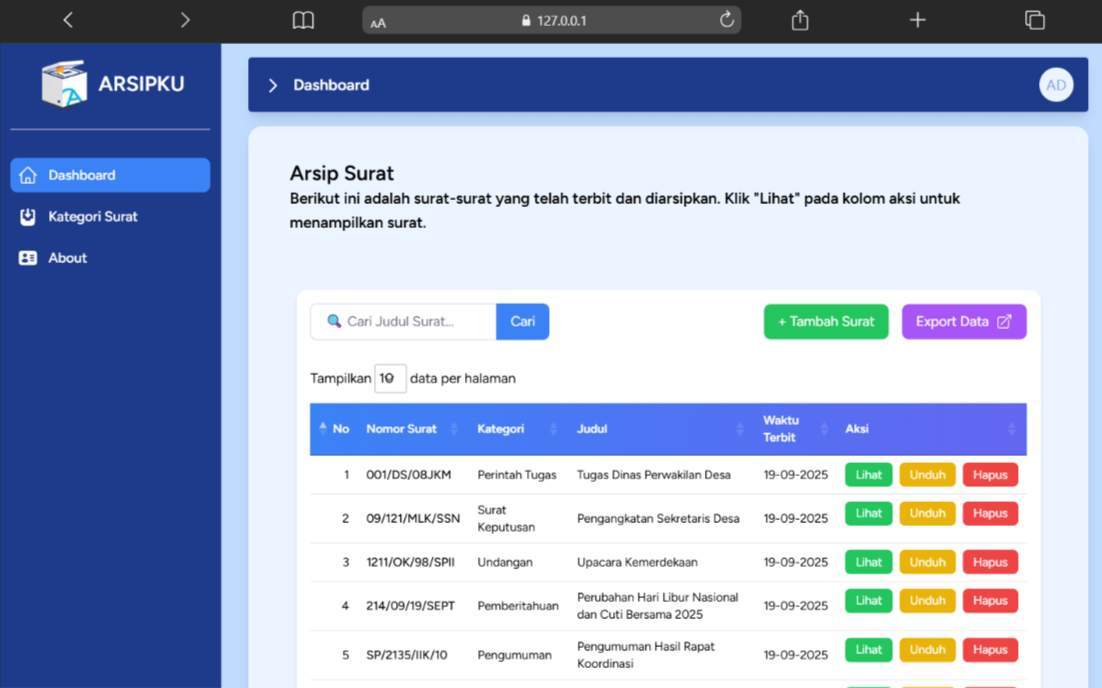 AA 127.0.0.1
ARSIPKU
Dashboard
Kategori Surat
About
Dashboard
AD
Arsip Surat
Berikut ini adalah surat-surat yang telah terbit dan diarsipkan. Klik "Lihat" pada kolom aksi untuk
menampilkan surat.
Cari Judul Surat... Cari + Tambah Surat Export Data
Tampilkan 10 data per halaman
No Nomor Surat Kategori Judul Waktu Terbit Aksi
1 001/DS/08JKM Perintah Tugas Tugas Dinas Perwakilan Desa 19-09-2025 Lihat Unduh Hapus
2 09/121/MLK/SSN Surat Keputusan Pengangkatan Sekretaris Desa 19-09-2025 Lihat Unduh Hapus
3 1211/OK/98/SPII Undangan Upacara Kemerdekaan 19-09-2025 Lihat Unduh Hapus
4 214/09/19/SEPT Pemberitahuan Perubahan Hari Libur Nasional dan Cuti Bersama 2025 19-09-2025 Lihat Unduh Hapus
5 SP/2135/IIK/10 Pengumuman Pengumuman Hasil Rapat Koordinasi 19-09-2025 Lihat Unduh Hapus